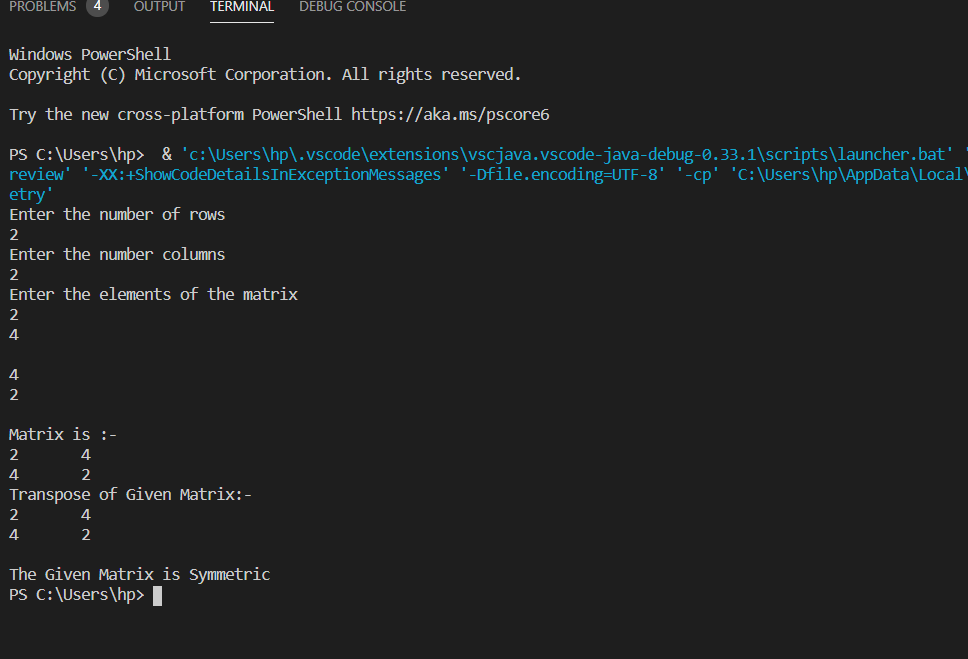 PROBLEMS 4 OUTPUT TERMINAL DEBUG CONSOLE
Windows PowerShell
Copyright (C) Microsoft Corporation. All rights reserved.
Try the new cross-platform PowerShell https://aka.ms/pscore6
PS C:\Users\hp>  & 'c:\Users\hp\.vscode\extensions\vscjava.vscode-java-debug-0.33.1\scripts\launcher.bat' '
review' '-XX:+ShowCodeDetailsInExceptionMessages' '-Dfile.encoding=UTF-8' '-cp' 'C:\Users\hp\AppData\Local\
etry'
Enter the number of rows
2
Enter the number columns
2
Enter the elements of the matrix
2
4
4
2
Matrix is :-
2       4
4       2
Transpose of Given Matrix:-
2       4
4       2
The Given Matrix is Symmetric
PS C:\Users\hp>